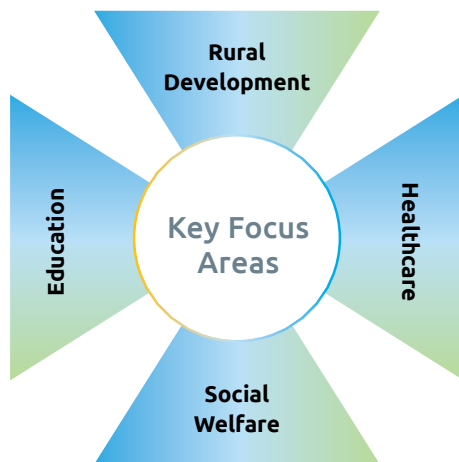 Rural
Development
Education
Key Focus
Areas
Healthcare
Social
Welfare